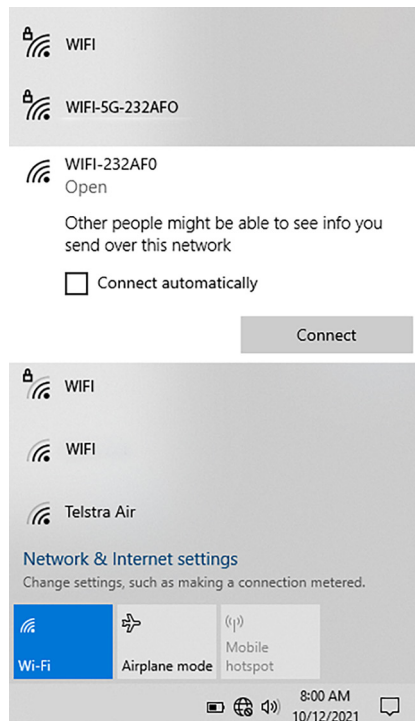 WIFI
WIFI-5G-232AFO
WIFI-232AF0
Open
Other people might be able to see info you
send over this network
Connect automatically
Connect
WIFI
WIFI
Telstra Air
Network & Internet settings
Change settings, such as making a connection metered.
Wi-Fi
Airplane mode
Mobile
hotspot
8:00 AM
10/12/2021